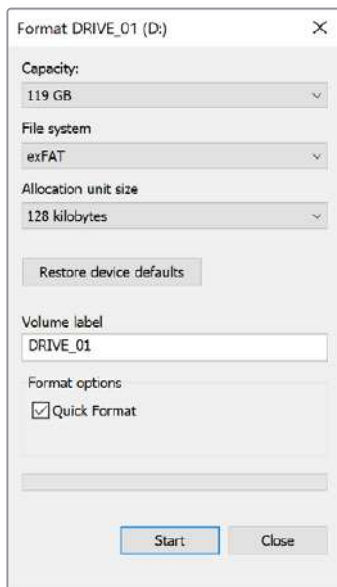 Format DRIVE_01 (D:)
Capacity:
119 GB
File system
exFAT
Allocation unit size
128 kilobytes
Restore device defaults
Volume label
DRIVE_01
Format options
Quick Format
Start Close